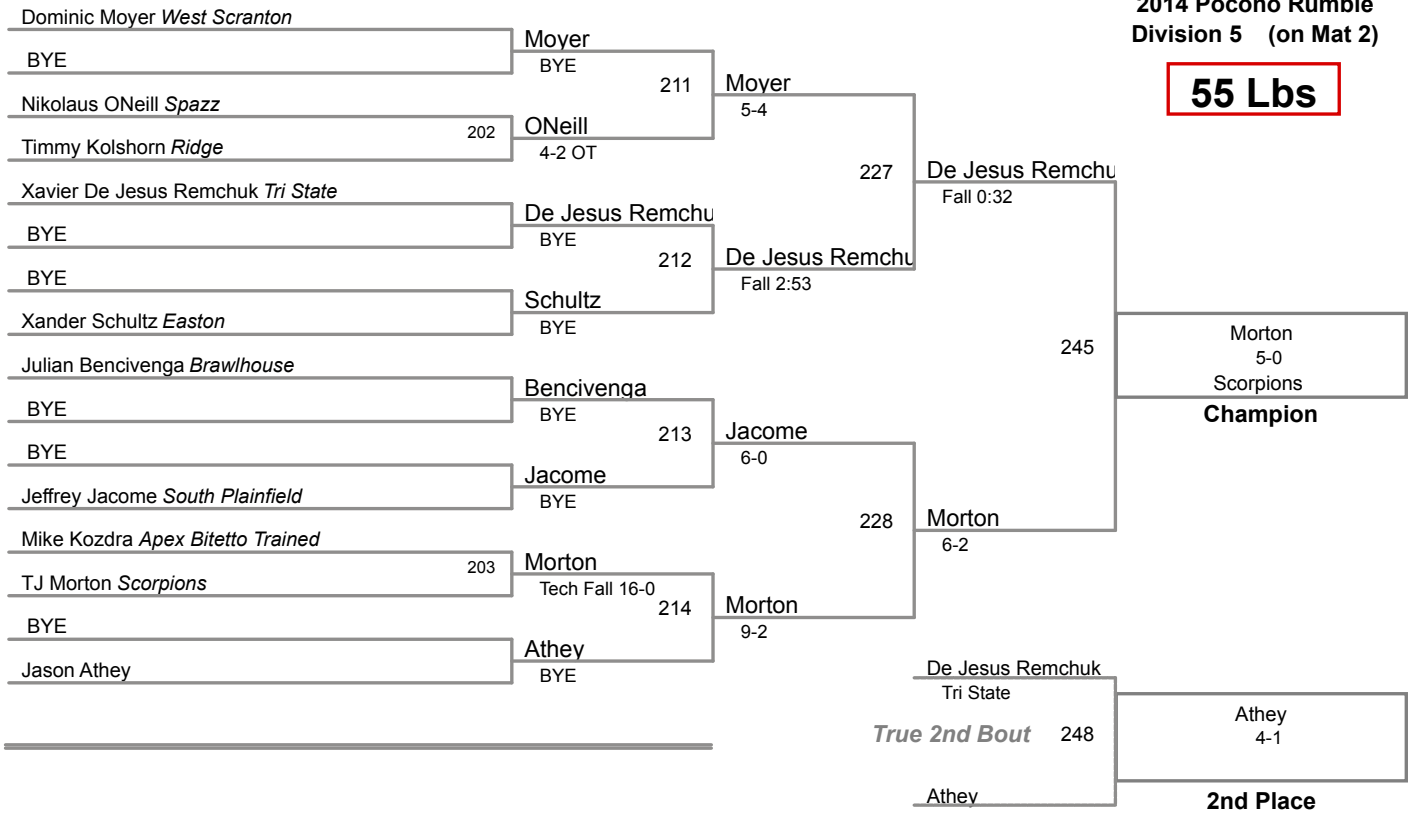 2014 Pocono Rumble
Division 5 (on Mat 2)
55 Lbs
Dominic Moyer West Scranton
BYE
Nikolaus ONeill Spazz
202
Timmy Kolshorn Ridge
Xavier De Jesus Remchuk Tri State
BYE
BYE
Xander Schultz Easton
Julian Bencivenga Brawlhouse
BYE
BYE
Jeffrey Jacome South Plainfield
Mike Kozdra Apex Bitetto Trained
203
TJ Morton Scorpions
BYE
Jason Athey
Moyer
BYE
211
ONeill
4-2 OT
De Jesus Remchu
BYE
212
Schultz
BYE
Bencivenga
BYE
213
Jacome
BYE
Morton
Tech Fall 16-0
214
Athey
BYE
Moyer
5-4
227
De Jesus Remchu
Fall 2:53
Jacome
6-0
228
Morton
9-2
De Jesus Remchu
Fall 0:32
245
Morton
6-2
Morton
5-0
Scorpions
Champion
De Jesus Remchuk
Tri State
True 2nd Bout 248
Athey
Athey
4-1
2nd Place